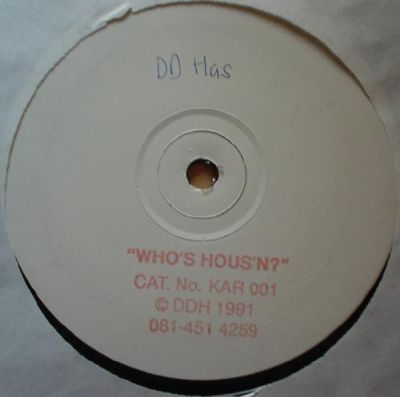 DD Has
"WHO'S HOUS'N?"
CAT. No. KAR 001
© DDH 1991
081-451 4259